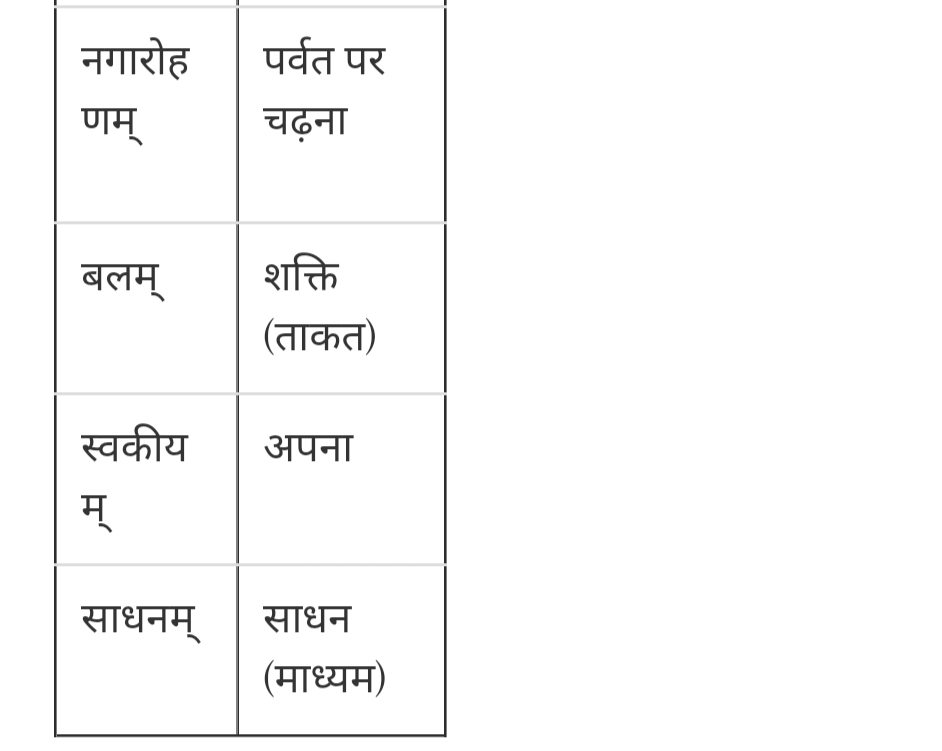 नगारोह पर्वत पर
णम् चढ़ना
बलम् शक्ति
(ताकत)
स्वकीय अपना
म्
साधनम् साधन
(माध्यम)